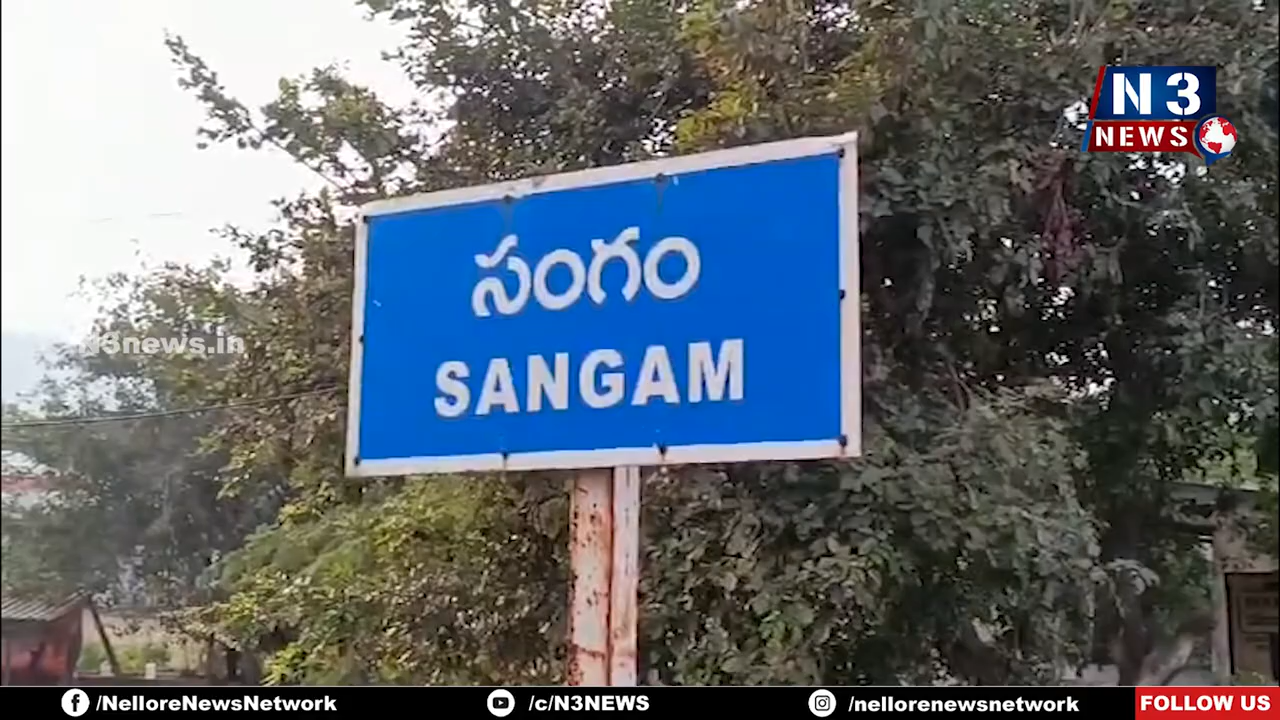 N3
NEWS
సంగం
SANGAM
N3news.in
/NelloreNewsNetwork
/c/N3NEWS
/nellorenewsnetwork
FOLLOW US